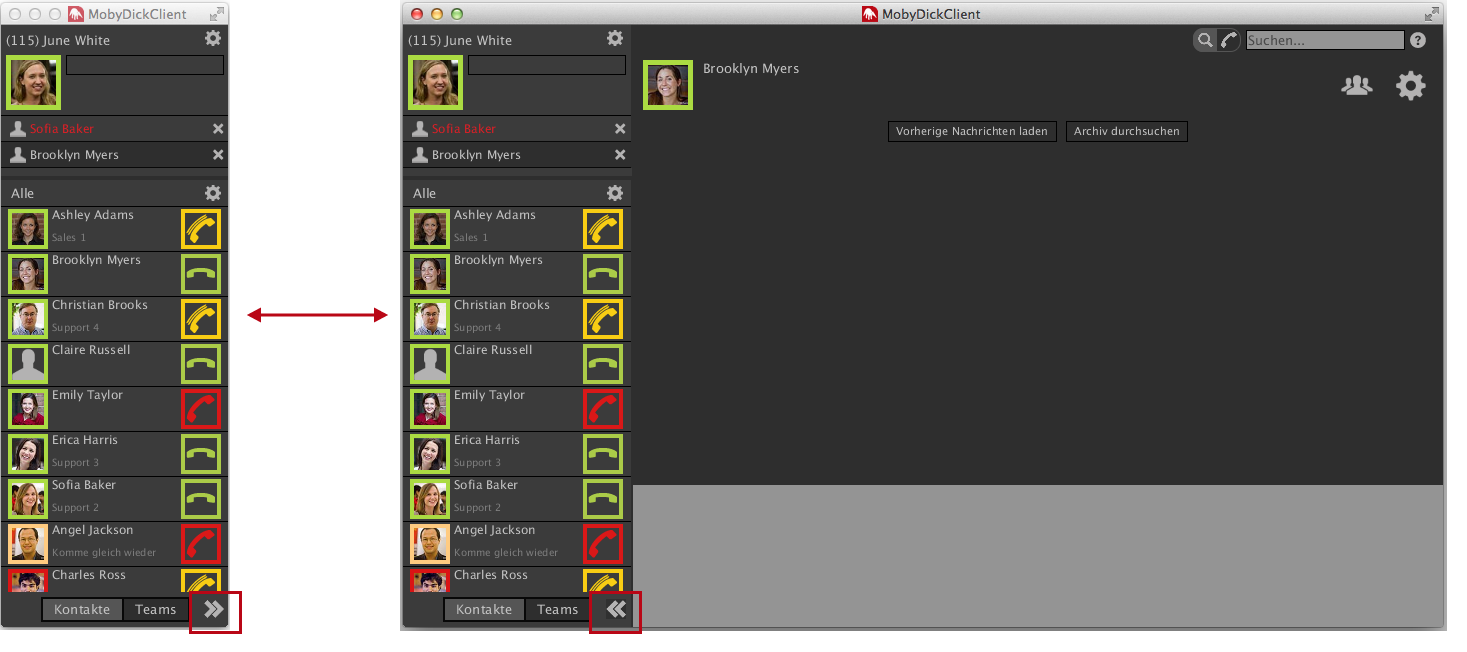 MobyDickClient
(115) June White
Sofia Baker
Brooklyn Myers
Alle
Ashley Adams
Sales 1
Brooklyn Myers
Christian Brooks
Support 4
Claire Russell
Emily Taylor
Erica Harris
Support 3
Sofia Baker
Support 2
Angel Jackson
Komme gleich wieder
Charles Ross
Kontakte Teams
MobyDickClient
(115) June White
Sofia Baker
Brooklyn Myers
Alle
Ashley Adams
Sales 1
Brooklyn Myers
Christian Brooks
Support 4
Claire Russell
Emily Taylor
Erica Harris
Support 3
Sofia Baker
Support 2
Angel Jackson
Komme gleich wieder
Charles Ross
Kontakte Teams
Suchen... ?
Brooklyn Myers
Vorherige Nachrichten laden Archiv durchsuchen